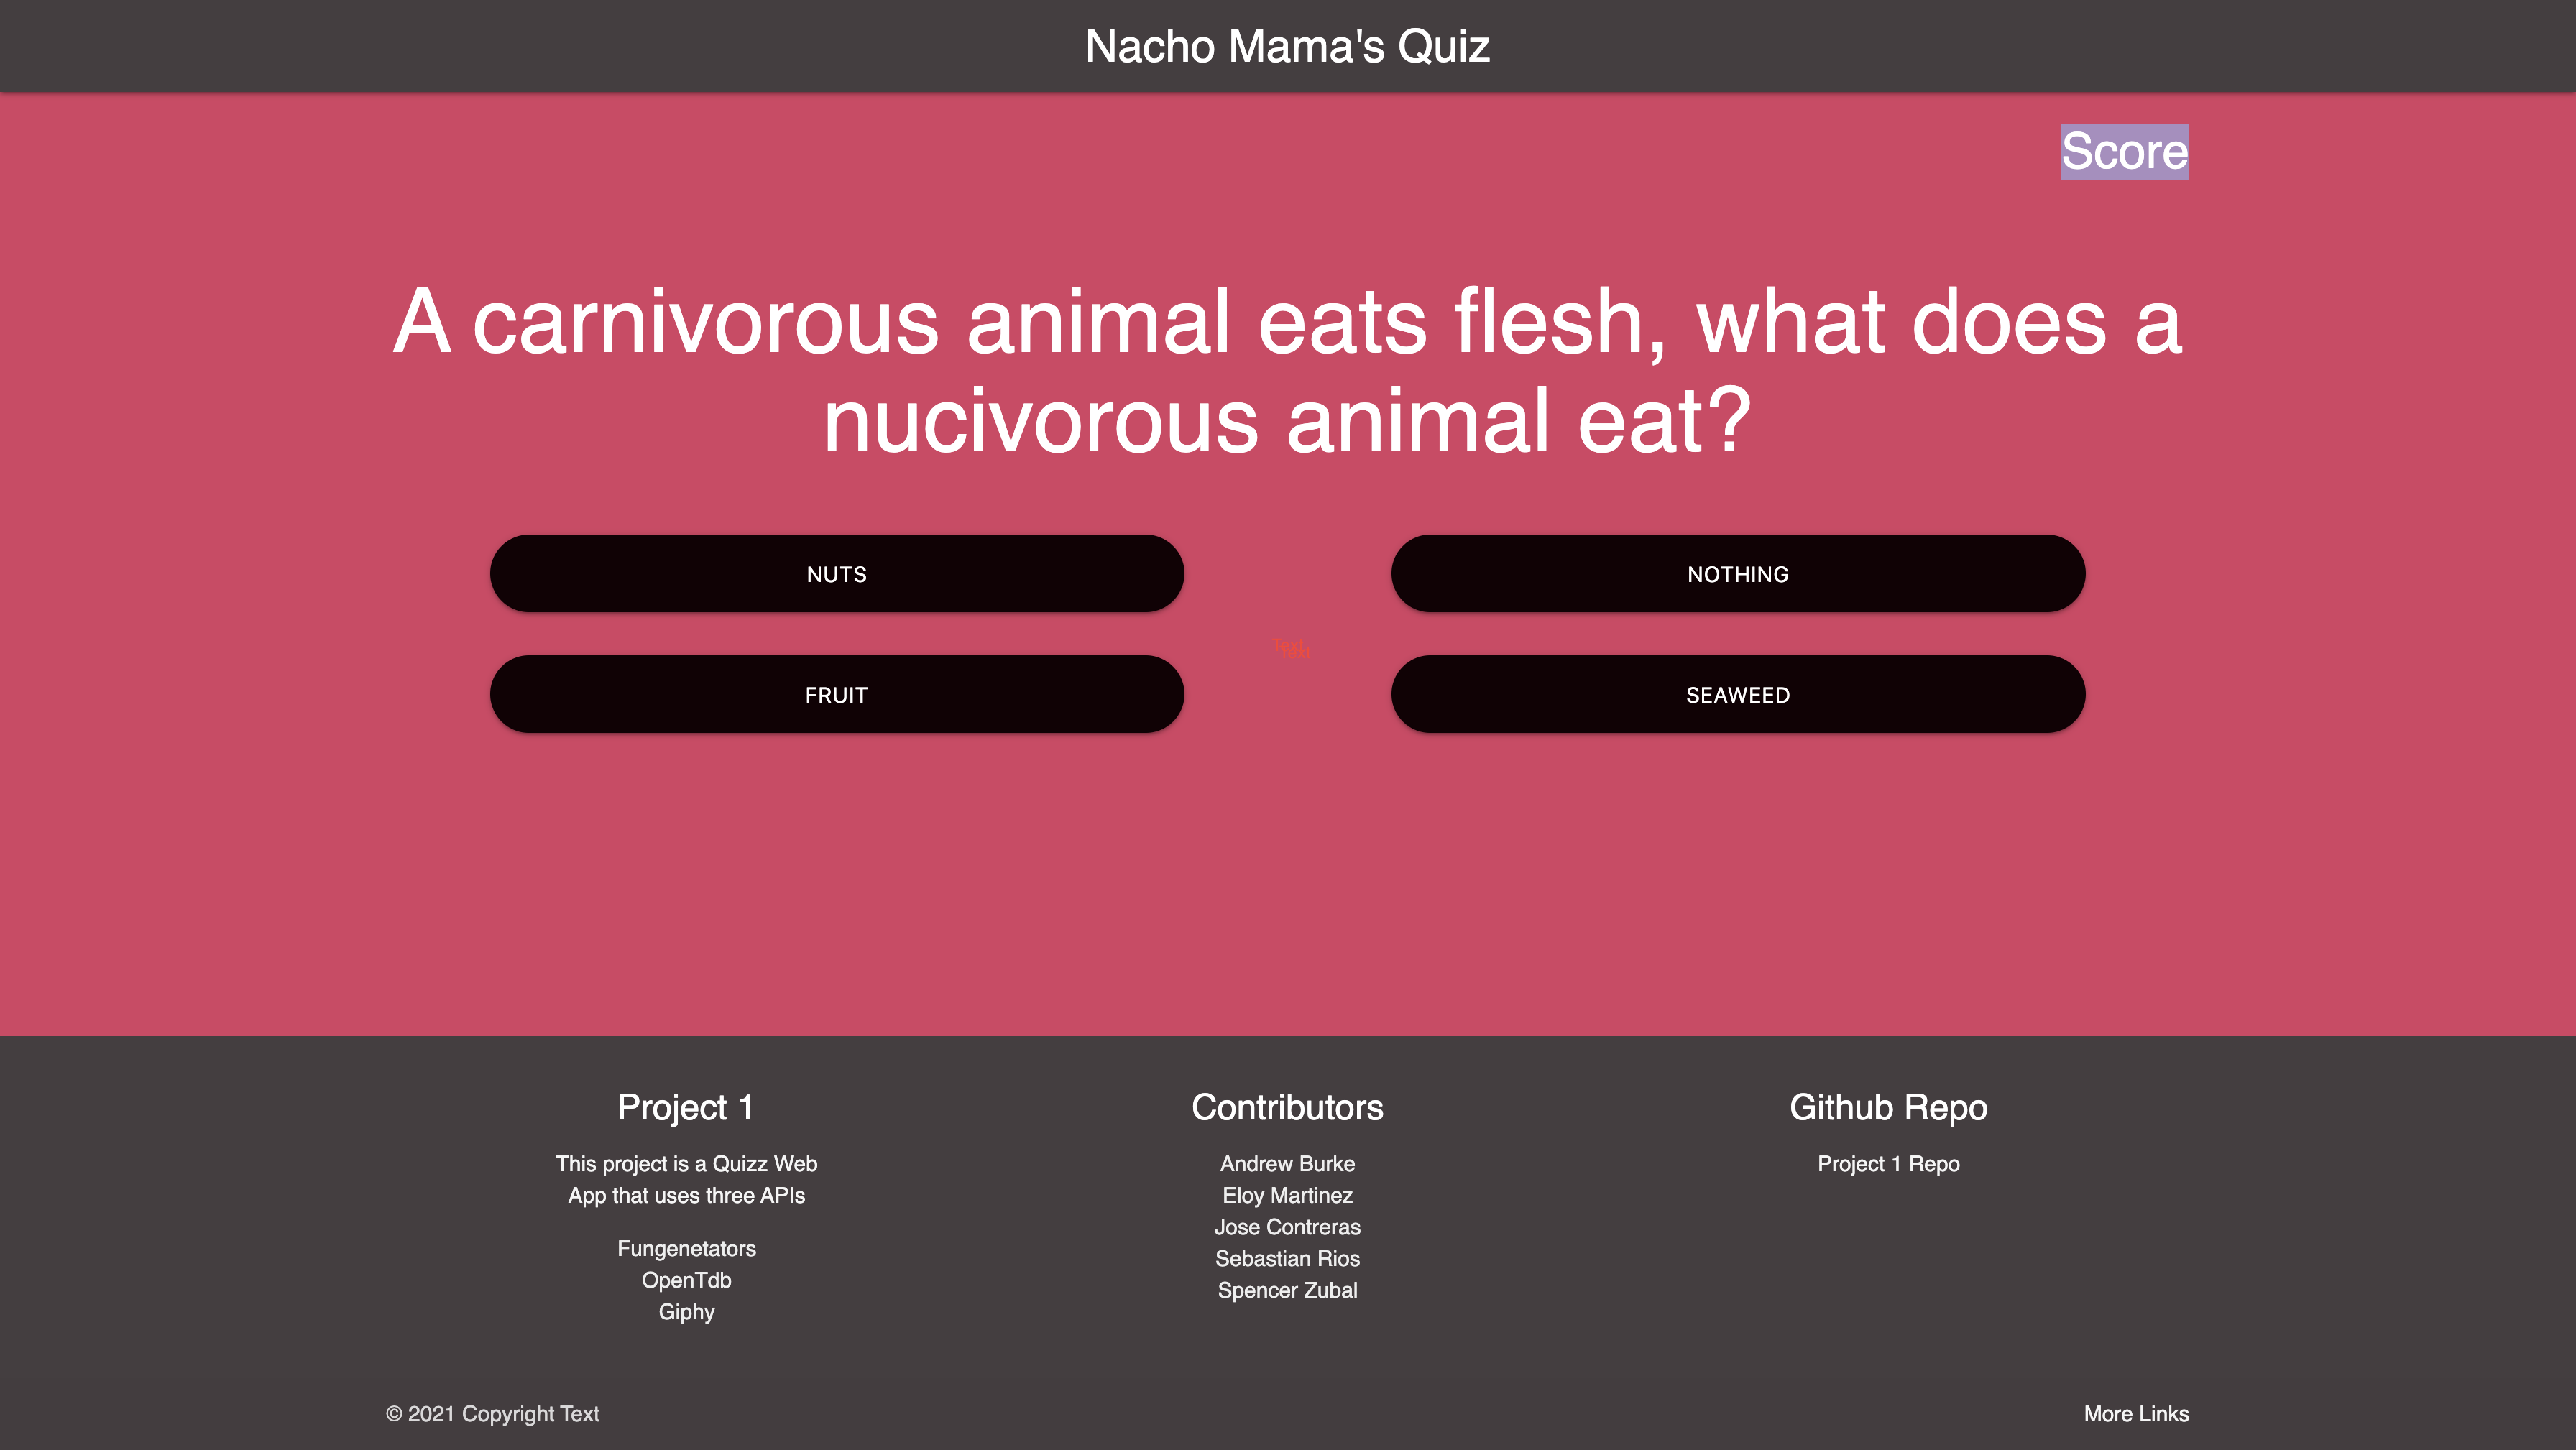 Nacho Mama's Quiz
Score
A carnivorous animal eats flesh, what does a
nucivorous animal eat?
NUTS
NOTHING
Text
Text
FRUIT
SEAWEED
Project 1
This project is a Quizz Web
App that uses three APIs
Fungenetators
OpenTdb
Giphy
Contributors
Andrew Burke
Eloy Martinez
Jose Contreras
Sebastian Rios
Spencer Zubal
Github Repo
Project 1 Repo
© 2021 Copyright Text
More Links